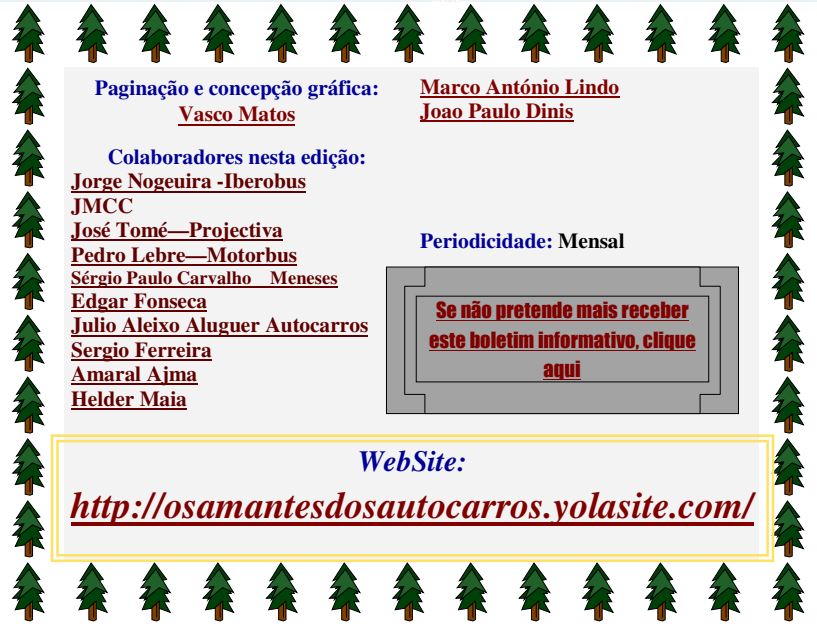 Paginação e concepção gráfica:
Vasco Matos
Colaboradores nesta edição:
Jorge Nogeuira -Iberobus
JMCC
José Tomé—Projectiva
Pedro Lebre—Motorbus
Sérgio Paulo Carvalho Meneses
Edgar Fonseca
Julio Aleixo Aluguer Autocarros
Sergio Ferreira
Amaral Ajma
Helder Maia
Marco António Lindo
Joao Paulo Dinis
Periodicidade: Mensal
Se não pretende mais receber
este boletim informativo, clique
aqui
WebSite:
http://osamantesdosautocarros.yolasite.com/